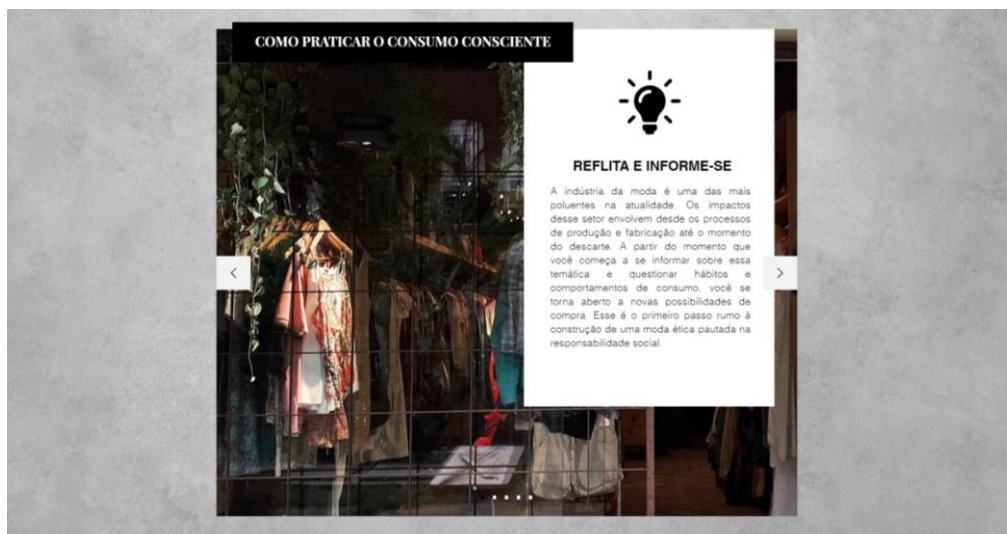 COMO PRATICAR O CONSUMO CONSCIENTE
REFLITA E INFORME-SE
A indústria da moda é uma das mais
poluentes na atualidade. Os impactos
desse setor envolvem desde os processos
de produção e fabricação até o momento
do descarte. A partir do momento que
você começa a se informar sobre essa
temática e questionar hábitos e
comportamentos de consumo, você se
torna aberto a novas possibilidades de
compra. Esse é o primeiro passo rumo à
construção de uma moda ética pautada na
responsabilidade social.